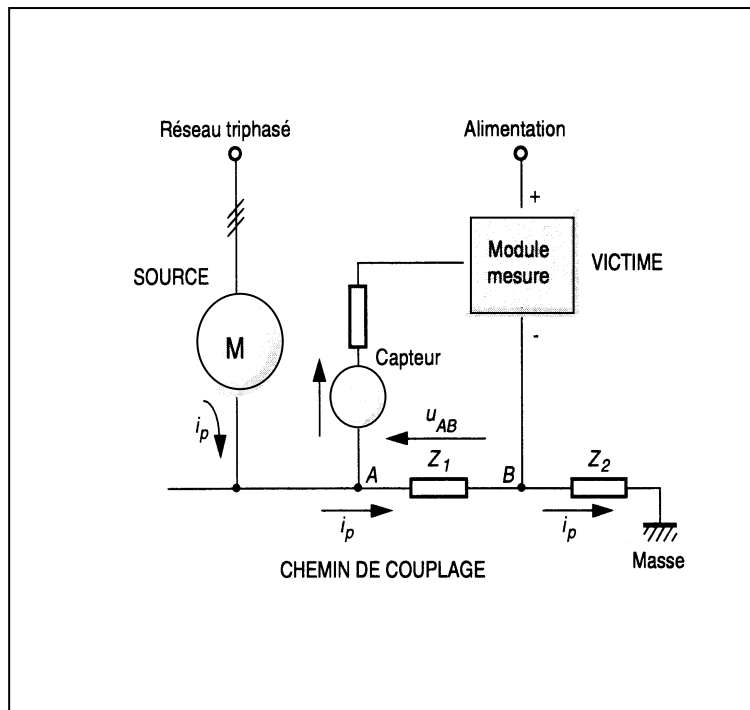 Réseau triphasé
Alimentation
+
Module
mesure
VICTIME
SOURCE
M
Capteur
-
i_p
u_AB
A
Z_1
B
Z_2
i_p
i_p
Masse
CHEMIN DE COUPLAGE